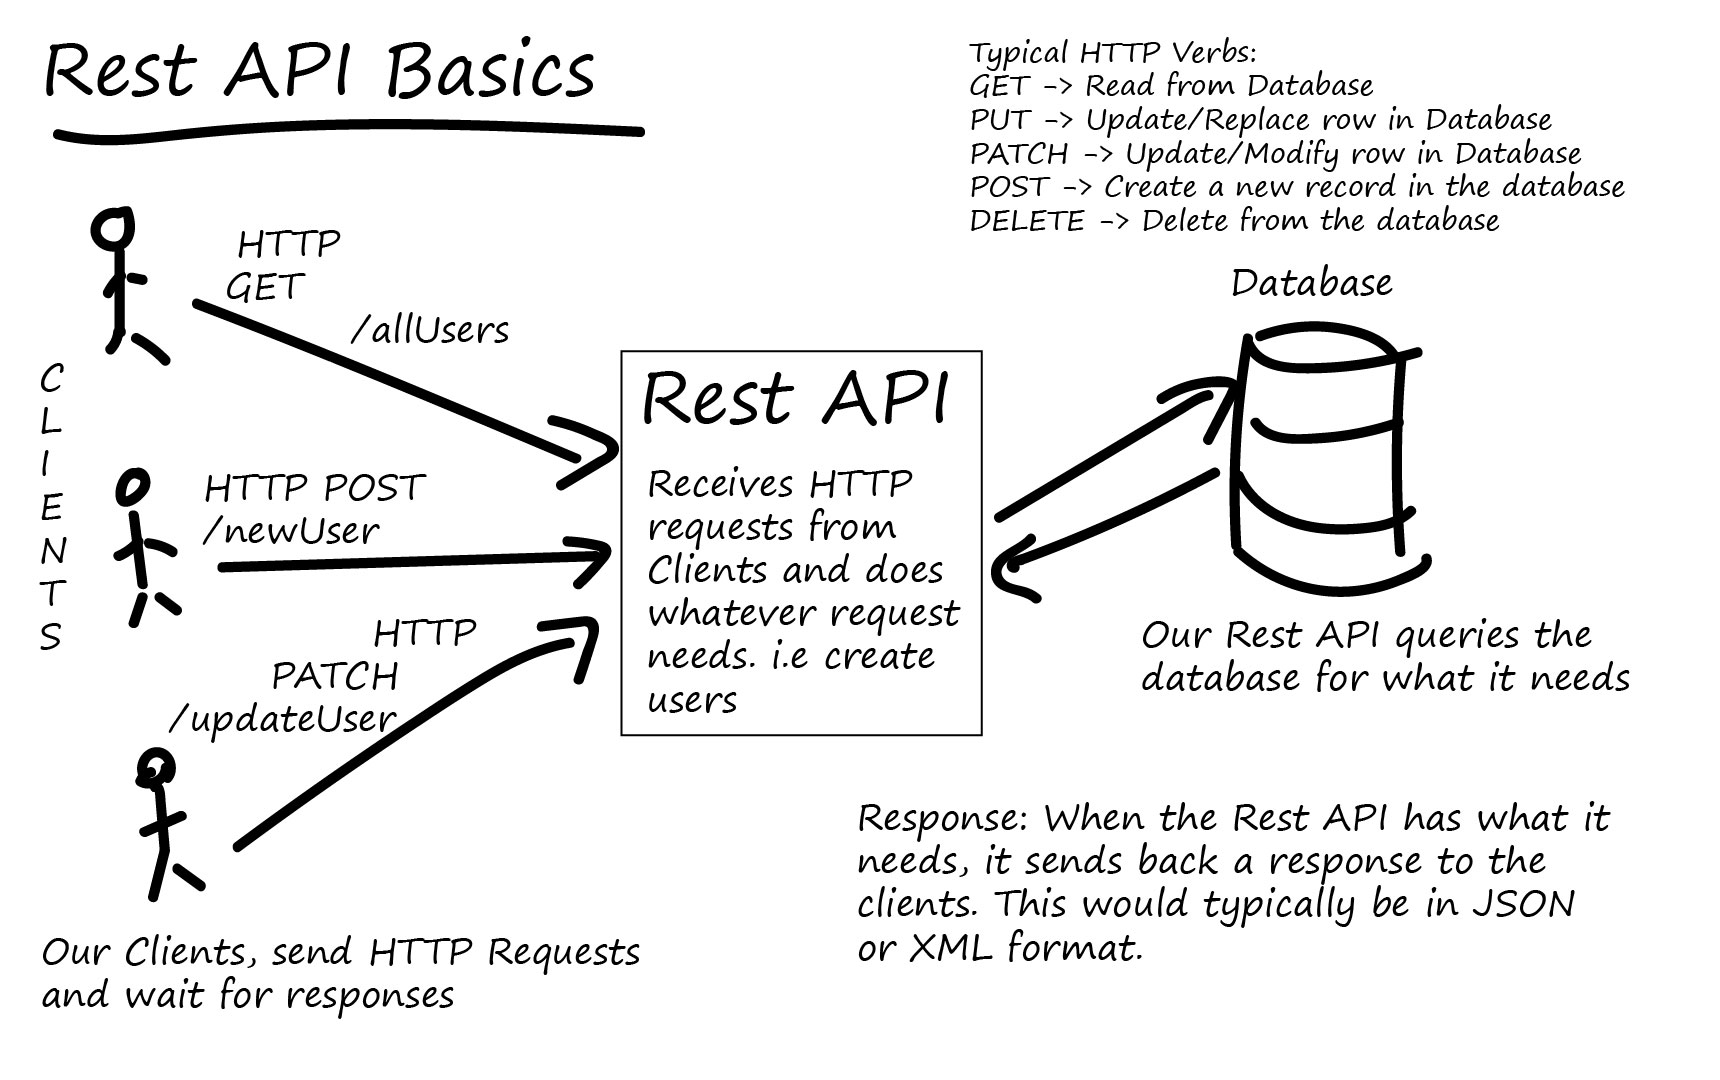 Rest API Basics
Typical HTTP Verbs:
GET -> Read from Database
PUT -> Update/Replace row in Database
PATCH -> Update/Modify row in Database
POST -> Create a new record in the database
DELETE -> Delete from the database
CLIENTS
HTTP
GET
/allUsers
HTTP POST
/newUser
HTTP
PATCH
/updateUser
Our Clients, send HTTP Requests
and wait for responses
Rest API
Receives HTTP
requests from
Clients and does
whatever request
needs. i.e create
users
Database
Our Rest API queries the
database for what it needs
Response: When the Rest API has what it
needs, it sends back a response to the
clients. This would typically be in JSON
or XML format.